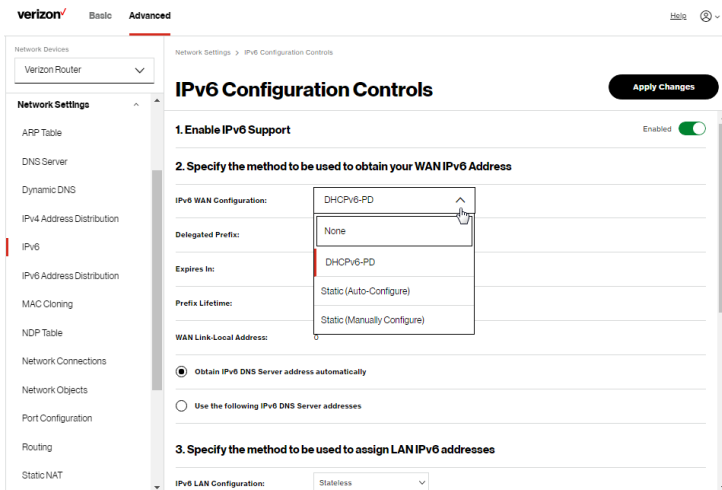 verizon✓ Basic Advanced Help
Network Devices
Verizon Router
Network Settings
ARP Table
DNS Server
Dynamic DNS
IPv4 Address Distribution
IPv6
IPv6 Address Distribution
MAC Cloning
NDP Table
Network Connections
Network Objects
Port Configuration
Routing
Static NAT
Network Settings > IPv6 Configuration Controls
IPv6 Configuration Controls
Apply Changes
1. Enable IPv6 Support
Enabled
2. Specify the method to be used to obtain your WAN IPv6 Address
IPv6 WAN Configuration: DHCPv6-PD
None
DHCPv6-PD
Static (Auto-Configure)
Static (Manually Configure)
Delegated Prefix:
Expires In:
Prefix Lifetime:
WAN Link-Local Address: 0
Obtain IPv6 DNS Server address automatically
Use the following IPv6 DNS Server addresses
3. Specify the method to be used to assign LAN IPv6 addresses
IPv6 LAN Configuration: Stateless